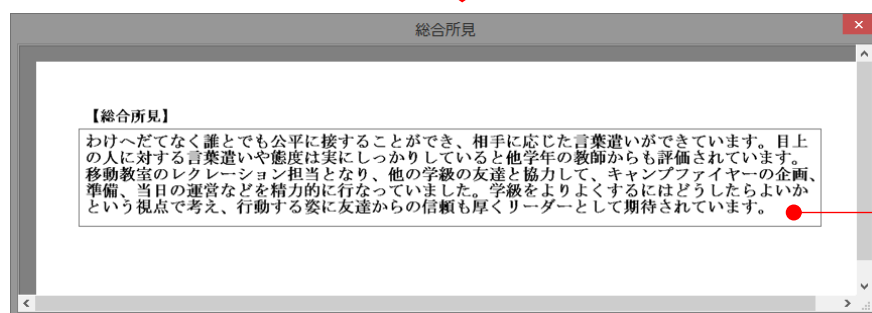 総合所見
【総合所見】
わけへだてなく誰とでも公平に接することができ、相手に応じた言葉遣いができています。目上
の人に対する言葉遣いや態度は実にしっかりしていると他学年の教師からも評価されています。
移動教室のレクレーション担当となり、他の学級の友達と協力して、キャンプファイヤーの企画、
準備、当日の運営などを精力的に行なっていました。学級をよりよくするにはどうしたらよいか
という視点で考え、行動する姿に友達からの信頼も厚くリーダーとして期待されています。